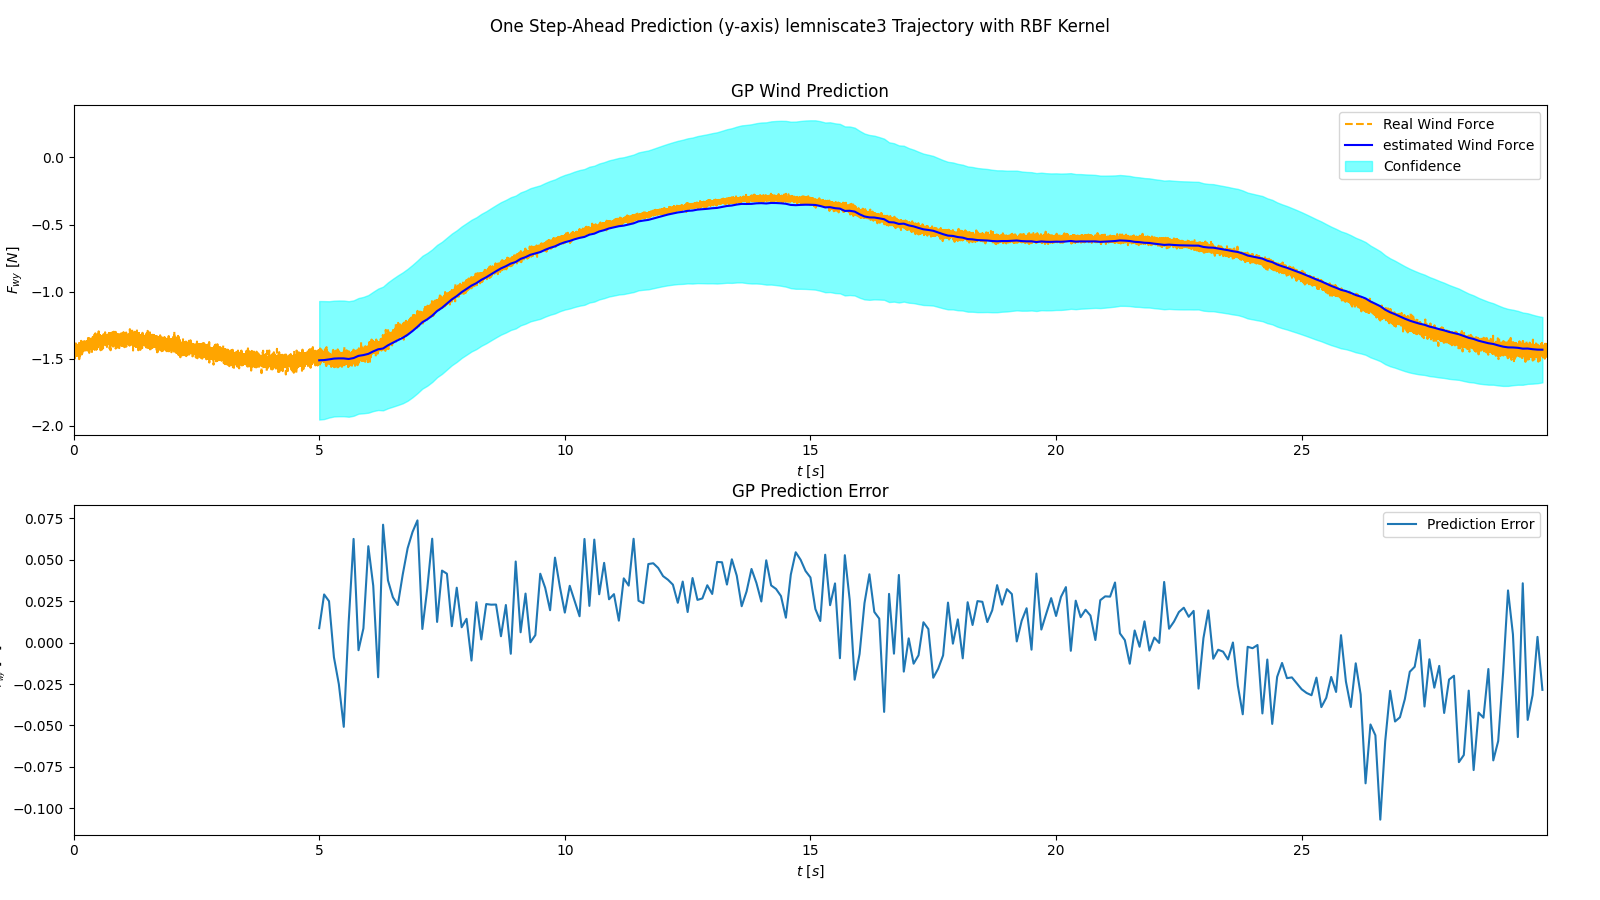 One Step-Ahead Prediction (y-axis) lemniscate3 Trajectory with RBF Kernel
GP Wind Prediction
Real Wind Force
estimated Wind Force
Confidence
0.0
−0.5
−1.0
−1.5
−2.0
F_wy [N]
0 5 10 15 20 25
t [s]
GP Prediction Error
Prediction Error
0.075
0.050
0.025
0.000
−0.025
−0.050
−0.075
−0.100
0 5 10 15 20 25
t [s]